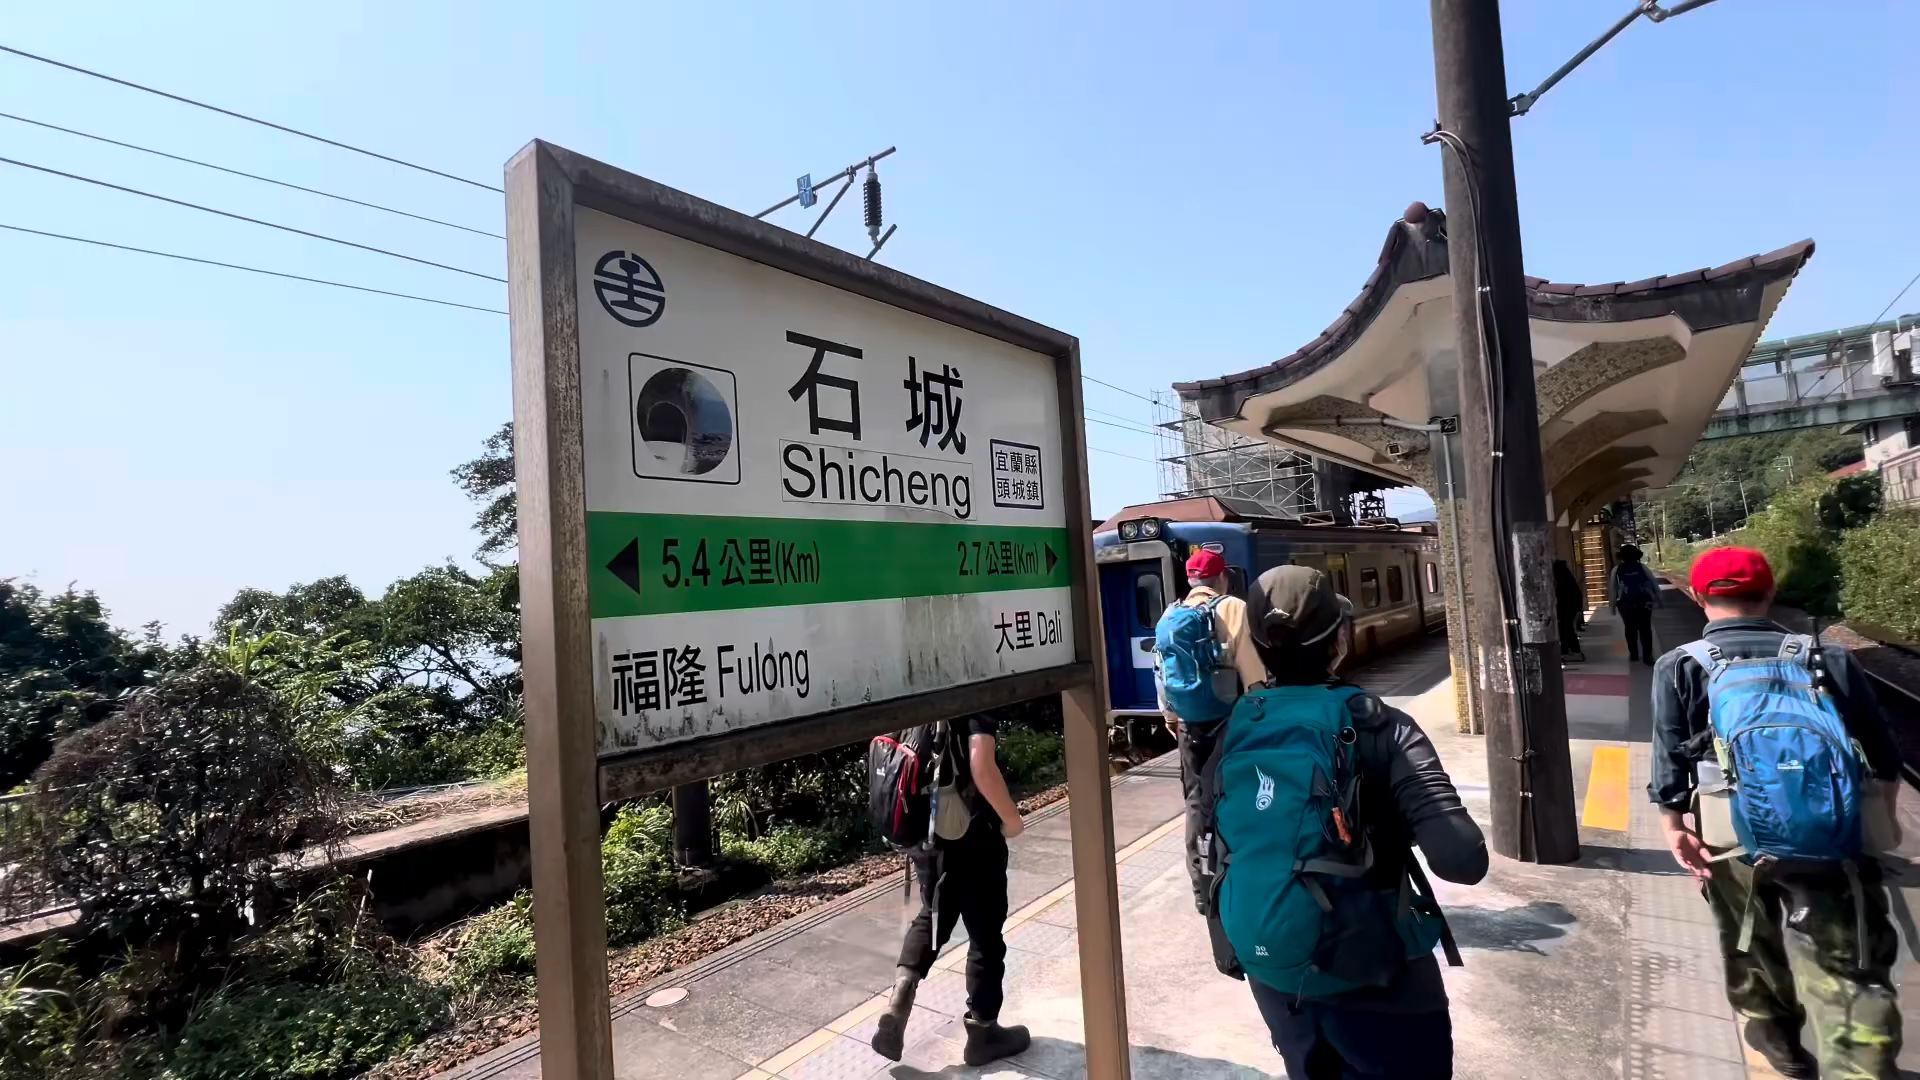 石城
Shicheng
宜蘭縣
頭城鎮
5.4公里(Km)
2.7公里(Km)
福隆 Fulong
大里 Dali
30